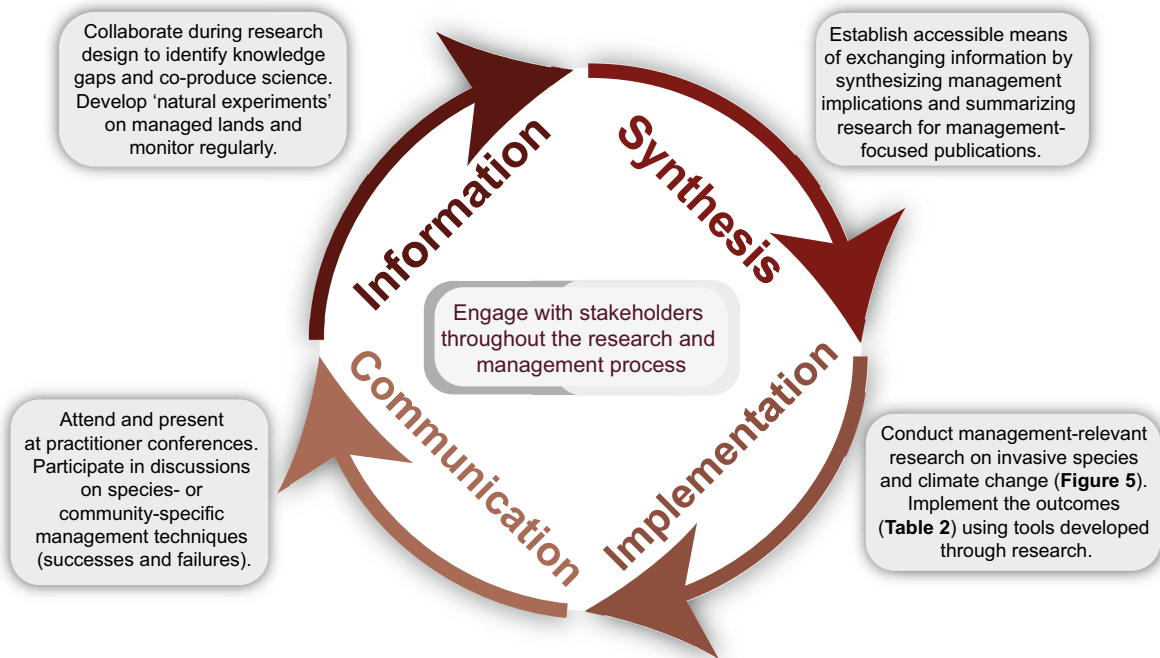 Collaborate during research
design to identify knowledge
gaps and co-produce science.
Develop ‘natural experiments’
on managed lands and
monitor regularly.
Establish accessible means
of exchanging information by
synthesizing management
implications and summarizing
research for management-
focused publications.
Information
Synthesis
Engage with stakeholders
throughout the research and
management process
Communication
Implementation
Attend and present
at practitioner conferences.
Participate in discussions
on species- or
community-specific
management techniques
(successes and failures).
Conduct management-relevant
research on invasive species
and climate change (Figure 5).
Implement the outcomes
(Table 2) using tools developed
through research.